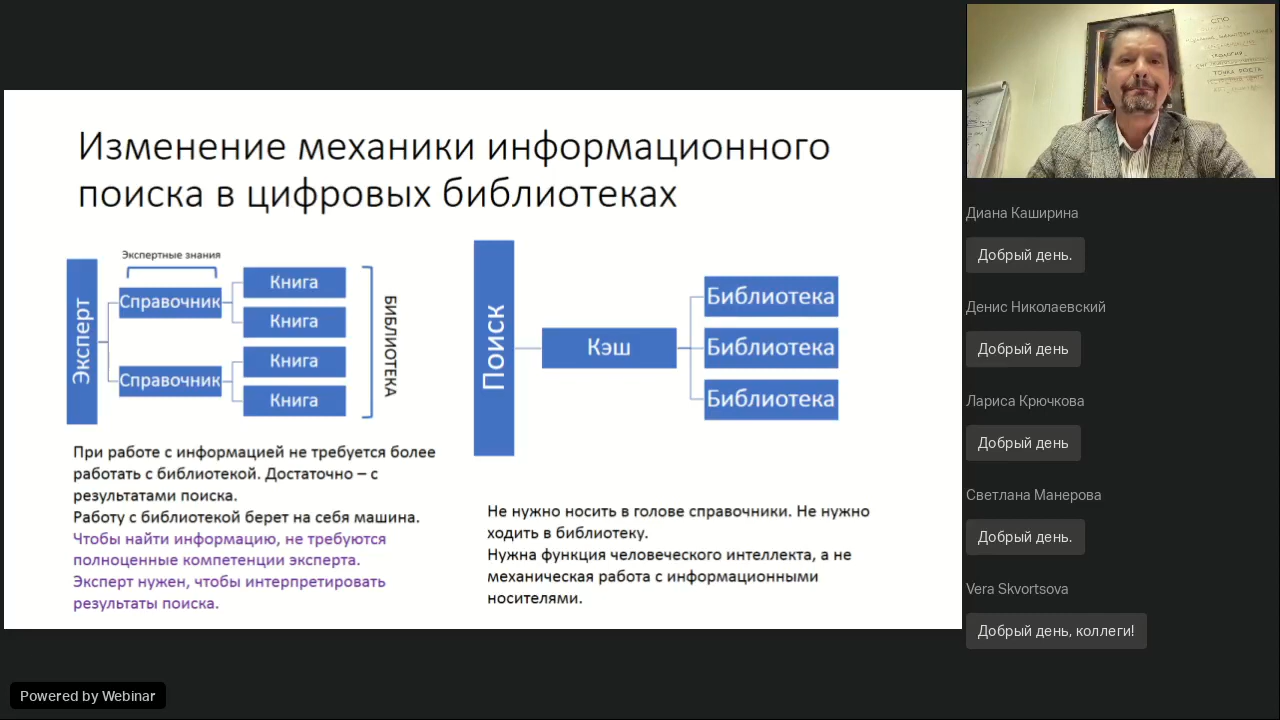 Изменение механики информационного
поиска в цифровых библиотеках
Экспертные знания
Эксперт
Справочник
Справочник
Книга
Книга
Книга
Книга
БИБЛИОТЕКА
При работе с информацией не требуется более
работать с библиотекой. Достаточно – с
результатами поиска.
Работу с библиотекой берет на себя машина.
Чтобы найти информацию, не требуются
полноценные компетенции эксперта.
Эксперт нужен, чтобы интерпретировать
результаты поиска.
Поиск
Кэш
Библиотека
Библиотека
Библиотека
Не нужно носить в голове справочники. Не нужно
ходить в библиотеку.
Нужна функция человеческого интеллекта, а не
механическая работа с информационными
носителями.
СПО
ТОЧКА РОСТА
Диана Каширина
Добрый день.
Денис Николаевский
Добрый день
Лариса Крючкова
Добрый день
Светлана Манерова
Добрый день.
Vera Skvortsova
Добрый день, коллеги!
Powered by Webinar